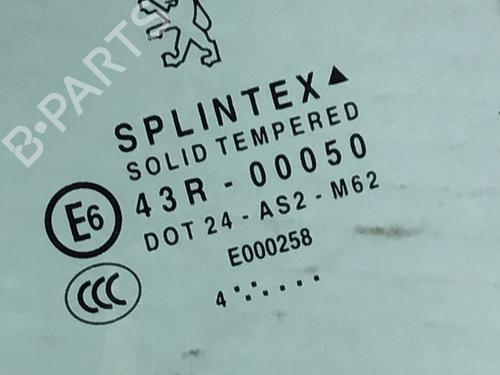 B-PARTS
SPLINTEX▲
SOLID TEMPERED
43R-00050
E6
DOT 24-AS2-M62
E000258
CCC
4